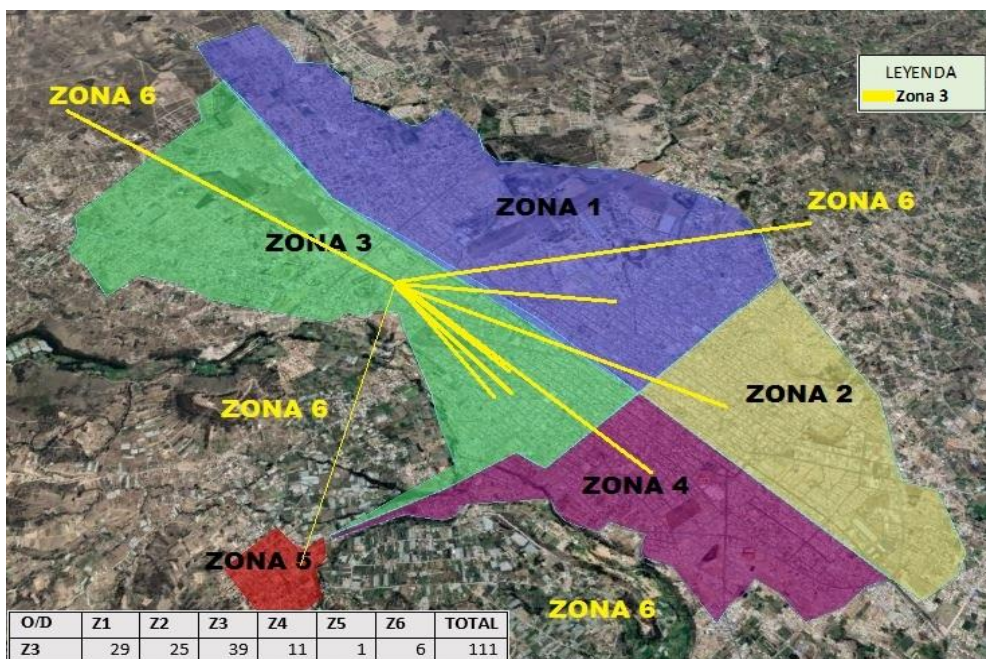 LEYENDA
Zona 3
ZONA 6
ZONA 1
ZONA 6
ZONA 3
ZONA 2
ZONA 6
ZONA 4
ZONA 5
ZONA 6
O/D Z1 Z2 Z3 Z4 Z5 Z6 TOTAL
Z3 29 25 39 11 1 6 111